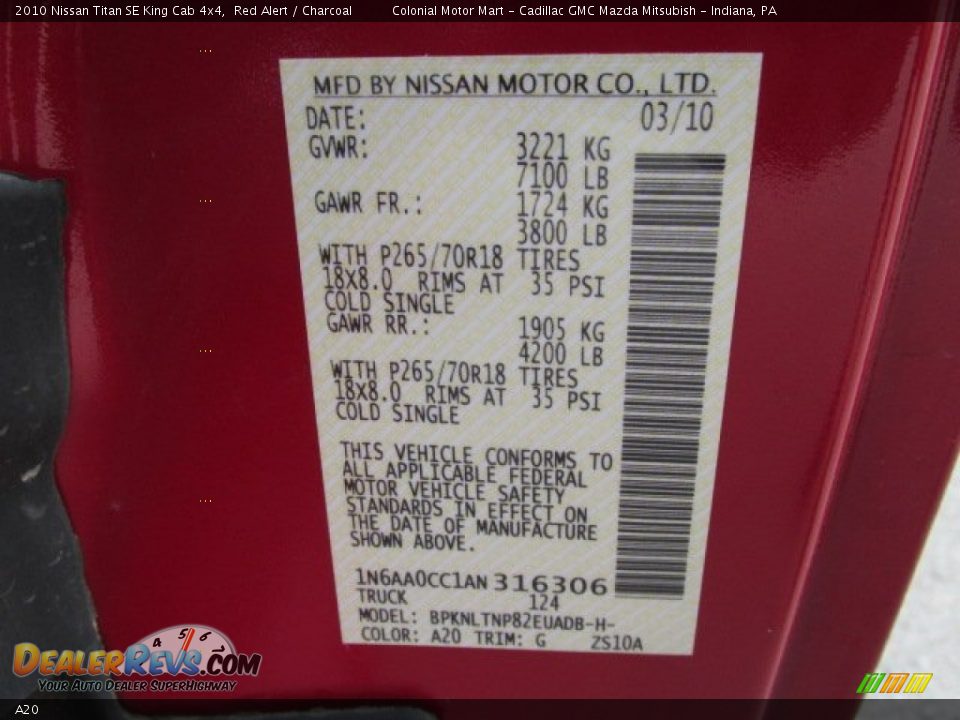 2010 Nissan Titan SE King Cab 4x4, Red Alert / Charcoal Colonial Motor Mart - Cadillac GMC Mazda Mitsubish - Indiana, PA
MFD BY NISSAN MOTOR CO., LTD.
DATE: 03/10
GVWR: 3221 KG
7100 LB
GAWR FR.: 1724 KG
3800 LB
WITH P265/70R18 TIRES
18X8.0 RIMS AT 35 PSI
COLD SINGLE
GAWR RR.: 1905 KG
4200 LB
WITH P265/70R18 TIRES
18X8.0 RIMS AT 35 PSI
COLD SINGLE
THIS VEHICLE CONFORMS TO
ALL APPLICABLE FEDERAL
MOTOR VEHICLE SAFETY
STANDARDS IN EFFECT ON
THE DATE OF MANUFACTURE
SHOWN ABOVE.
1N6AA0CC1AN316306
TRUCK 124
MODEL: BPKNLTNP82EUADB-H-
COLOR: A20 TRIM: G ZS10A
4 5 6
DEALERREVS.COM
YOUR AUTO DEALER SUPERHIGHWAY
A20